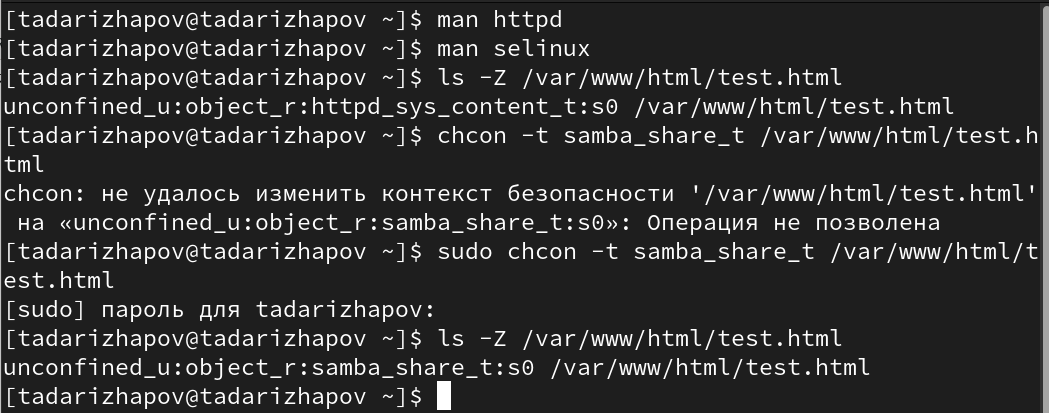 [tadarizhapov@tadarizhapov ~]$ man httpd
[tadarizhapov@tadarizhapov ~]$ man selinux
[tadarizhapov@tadarizhapov ~]$ ls -Z /var/www/html/test.html
unconfined_u:object_r:httpd_sys_content_t:s0 /var/www/html/test.html
[tadarizhapov@tadarizhapov ~]$ chcon -t samba_share_t /var/www/html/test.h
tml
chcon: не удалось изменить контекст безопасности '/var/www/html/test.html'
 на «unconfined_u:object_r:samba_share_t:s0»: Операция не позволена
[tadarizhapov@tadarizhapov ~]$ sudo chcon -t samba_share_t /var/www/html/t
est.html
[sudo] пароль для tadarizhapov:
[tadarizhapov@tadarizhapov ~]$ ls -Z /var/www/html/test.html
unconfined_u:object_r:samba_share_t:s0 /var/www/html/test.html
[tadarizhapov@tadarizhapov ~]$